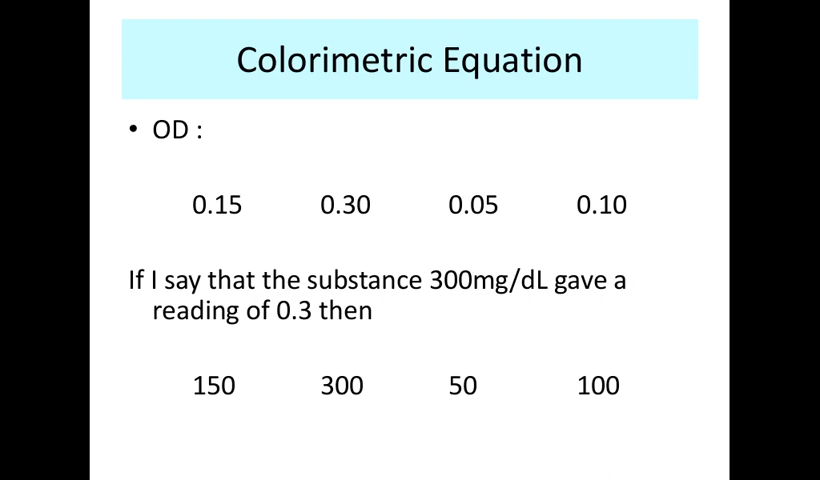 Colorimetric Equation
• OD :
0.15 0.30 0.05 0.10
If I say that the substance 300mg/dL gave a
reading of 0.3 then
150 300 50 100